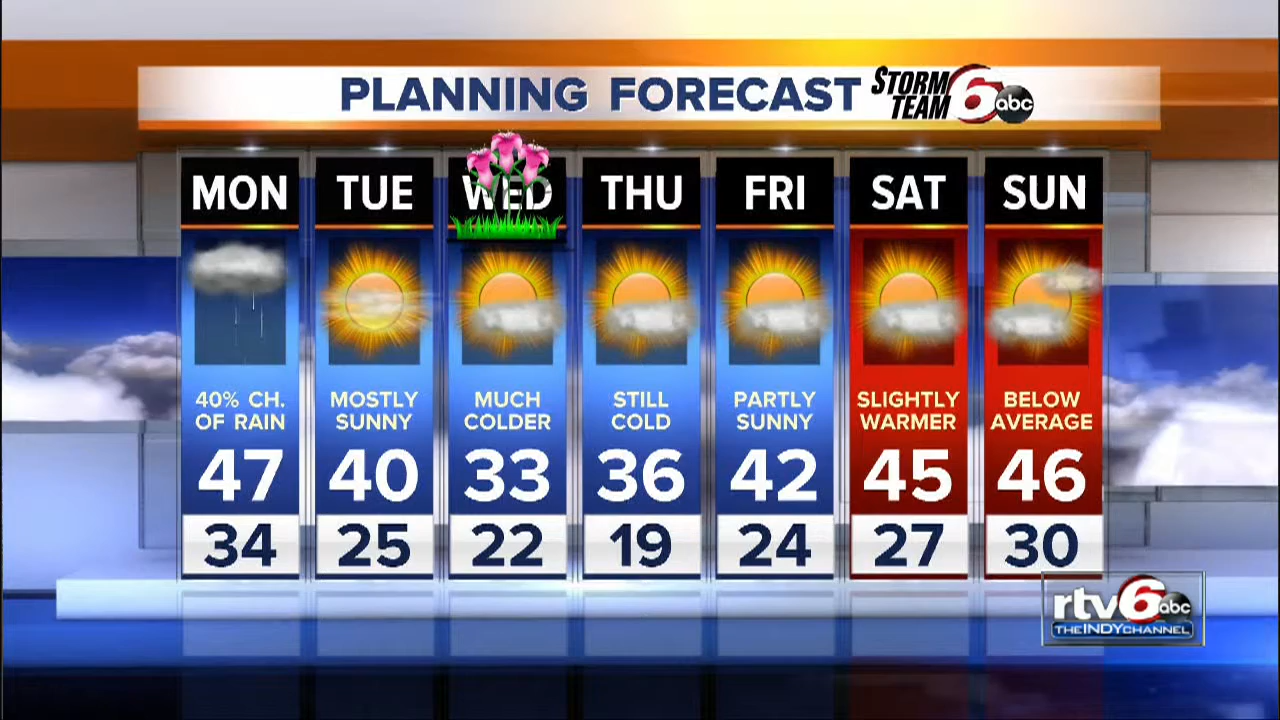 PLANNING FORECAST STORM TEAM 6 abc
MON TUE WED THU FRI SAT SUN
40% CH. OF RAIN
MOSTLY SUNNY
MUCH COLDER
STILL COLD
PARTLY SUNNY
SLIGHTLY WARMER
BELOW AVERAGE
47 40 33 36 42 45 46
34 25 22 19 24 27 30
rtv6 abc
THE INDY CHANNEL